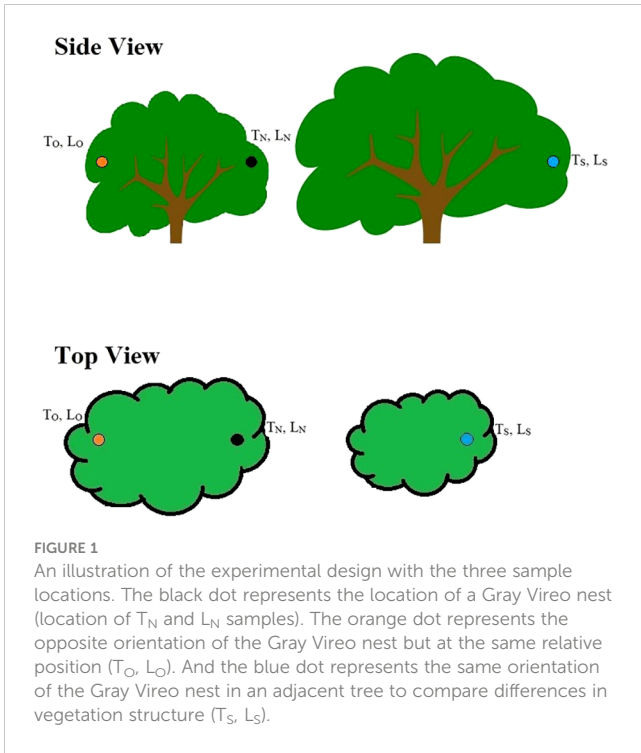 Side View
To, Lo
TN, LN
Ts, Ls
Top View
To, Lo
TN, LN
Ts, Ls
FIGURE 1
An illustration of the experimental design with the three sample
locations. The black dot represents the location of a Gray Vireo nest
(location of TN and LN samples). The orange dot represents the
opposite orientation of the Gray Vireo nest but at the same relative
position (TO, LO). And the blue dot represents the same orientation
of the Gray Vireo nest in an adjacent tree to compare differences in
vegetation structure (TS, LS).